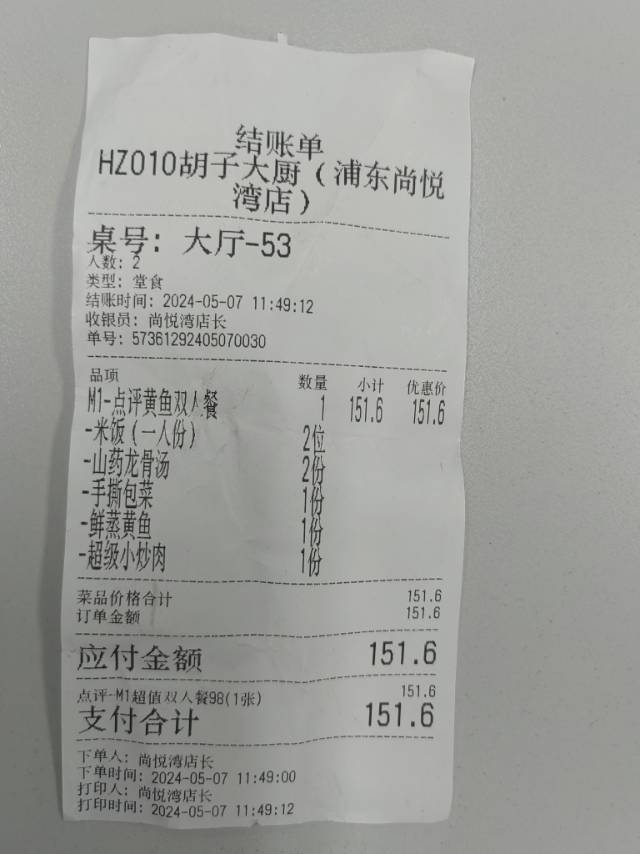 结账单
HZ010胡子大厨（浦东尚悦
湾店）
桌号: 大厅-53
人数: 2
类型: 堂食
结账时间: 2024-05-07 11:49:12
收银员: 尚悦湾店长
单号: 57361292405070030
品项 数量 小计 优惠价
M1-点评黄鱼双人餐 1 151.6 151.6
-米饭(一人份) 2位
-山药龙骨汤 2份
-手撕包菜 1份
-鲜蒸黄鱼 1份
-超级小炒肉 1份
菜品价格合计 151.6
订单金额 151.6
应付金额 151.6
点评-M1超值双人餐98(1张) 151.6
支付合计 151.6
下单人: 尚悦湾店长
下单时间: 2024-05-07 11:49:00
打印人: 尚悦湾店长
打印时间: 2024-05-07 11:49:12